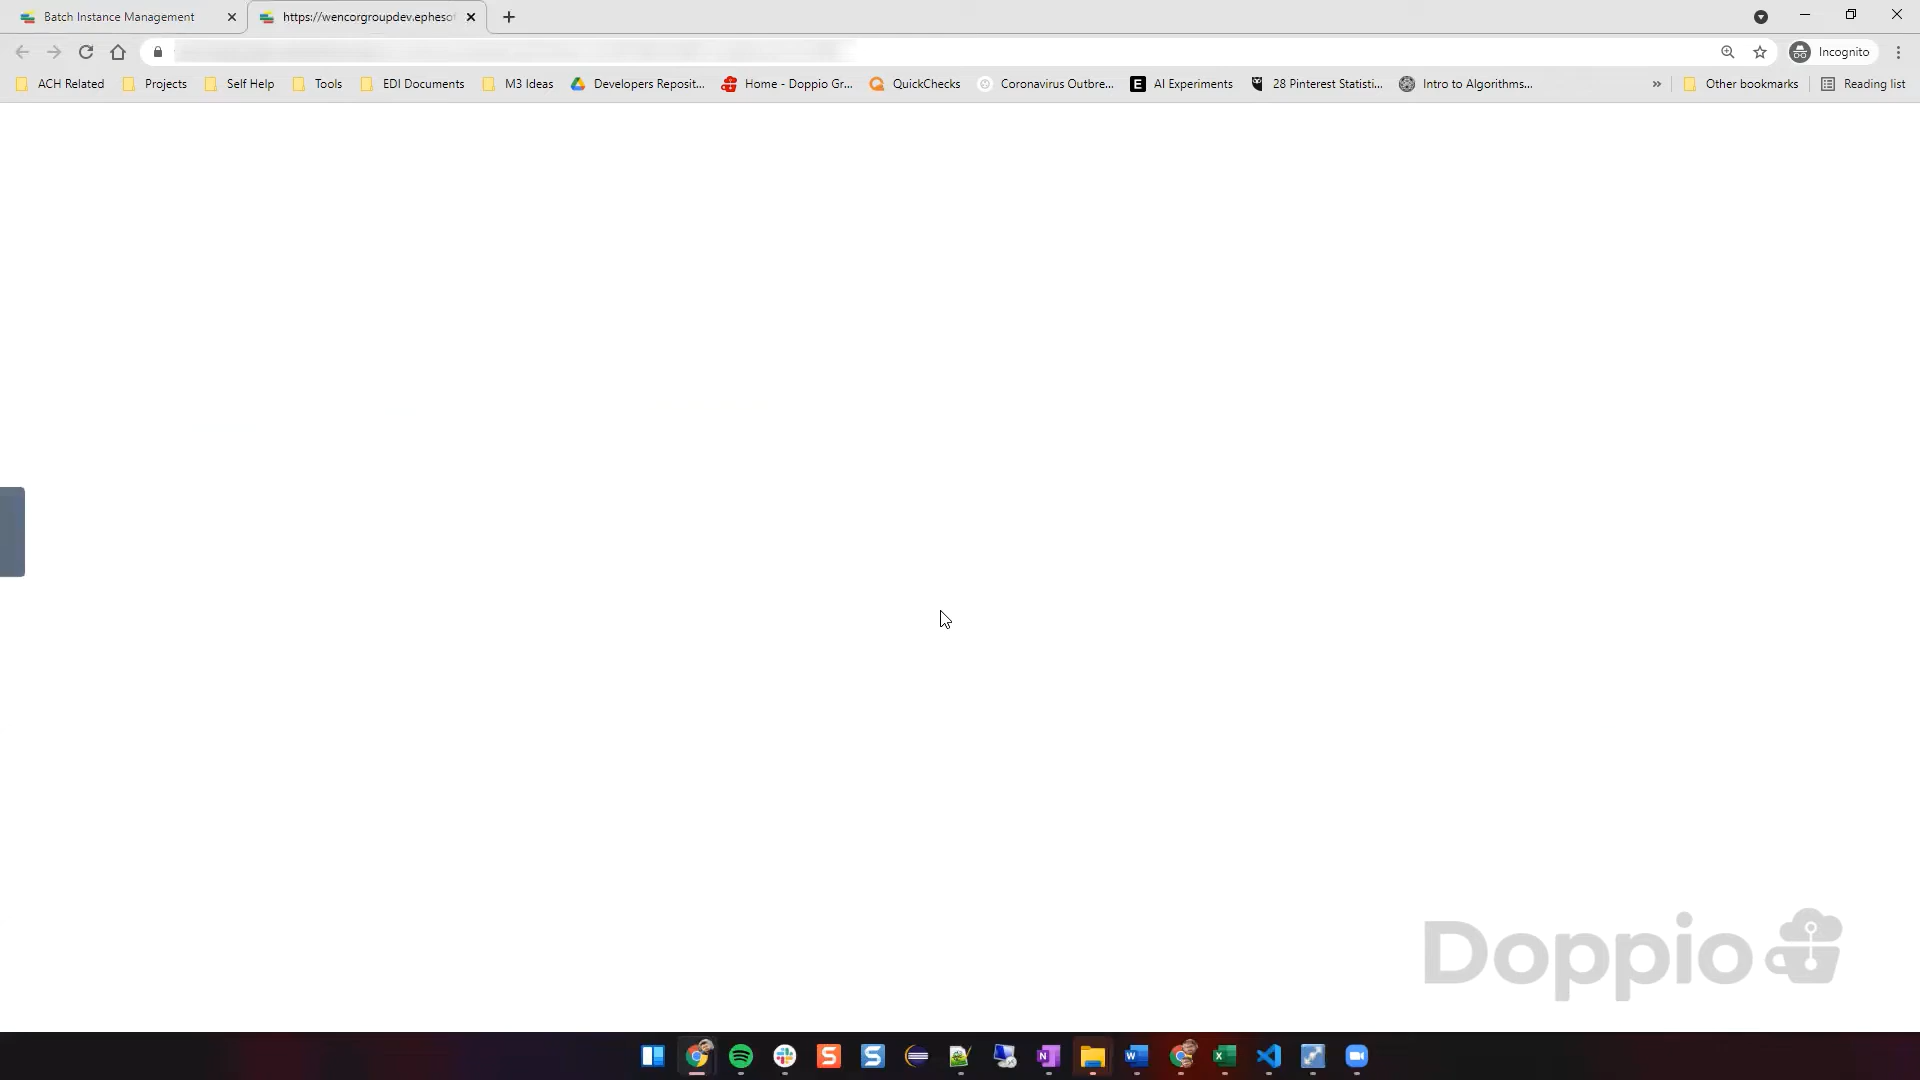 Batch Instance Management
https://wencorgroupdev.epheso
Incognito
ACH Related
Projects
Self Help
Tools
EDI Documents
M3 Ideas
Developers Reposit...
Home - Doppio Gr...
QuickChecks
Coronavirus Outbre...
E
AI Experiments
28 Pinterest Statisti...
Intro to Algorithms...
»
Other bookmarks
Reading list
Doppio